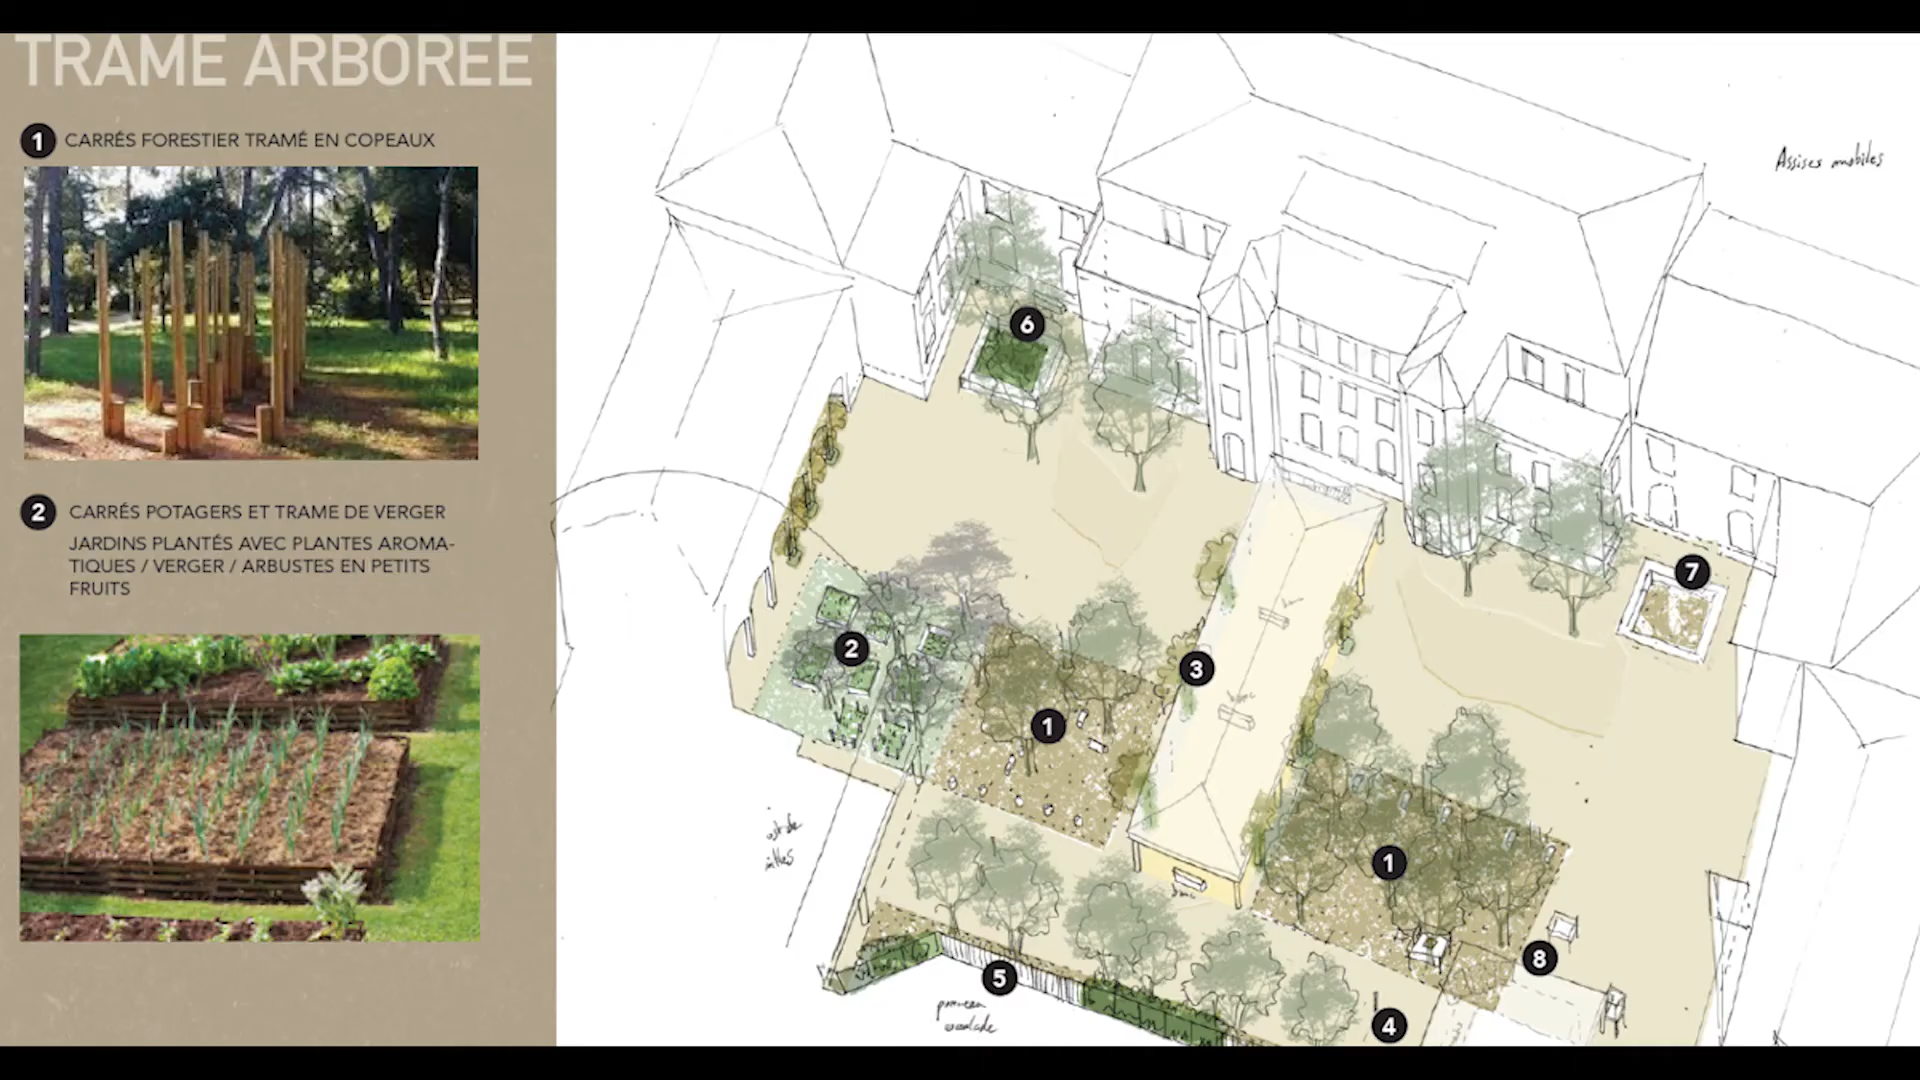 TRAME ARBOREE
1 CARRÉS FORESTIER TRAMÉ EN COPEAUX
2 CARRÉS POTAGERS ET TRAME DE VERGER
JARDINS PLANTÉS AVEC PLANTES AROMA-
TIQUES / VERGER / ARBUSTES EN PETITS
FRUITS
Assises mobiles
6
7
2
3
1
1
8
5
4
banc